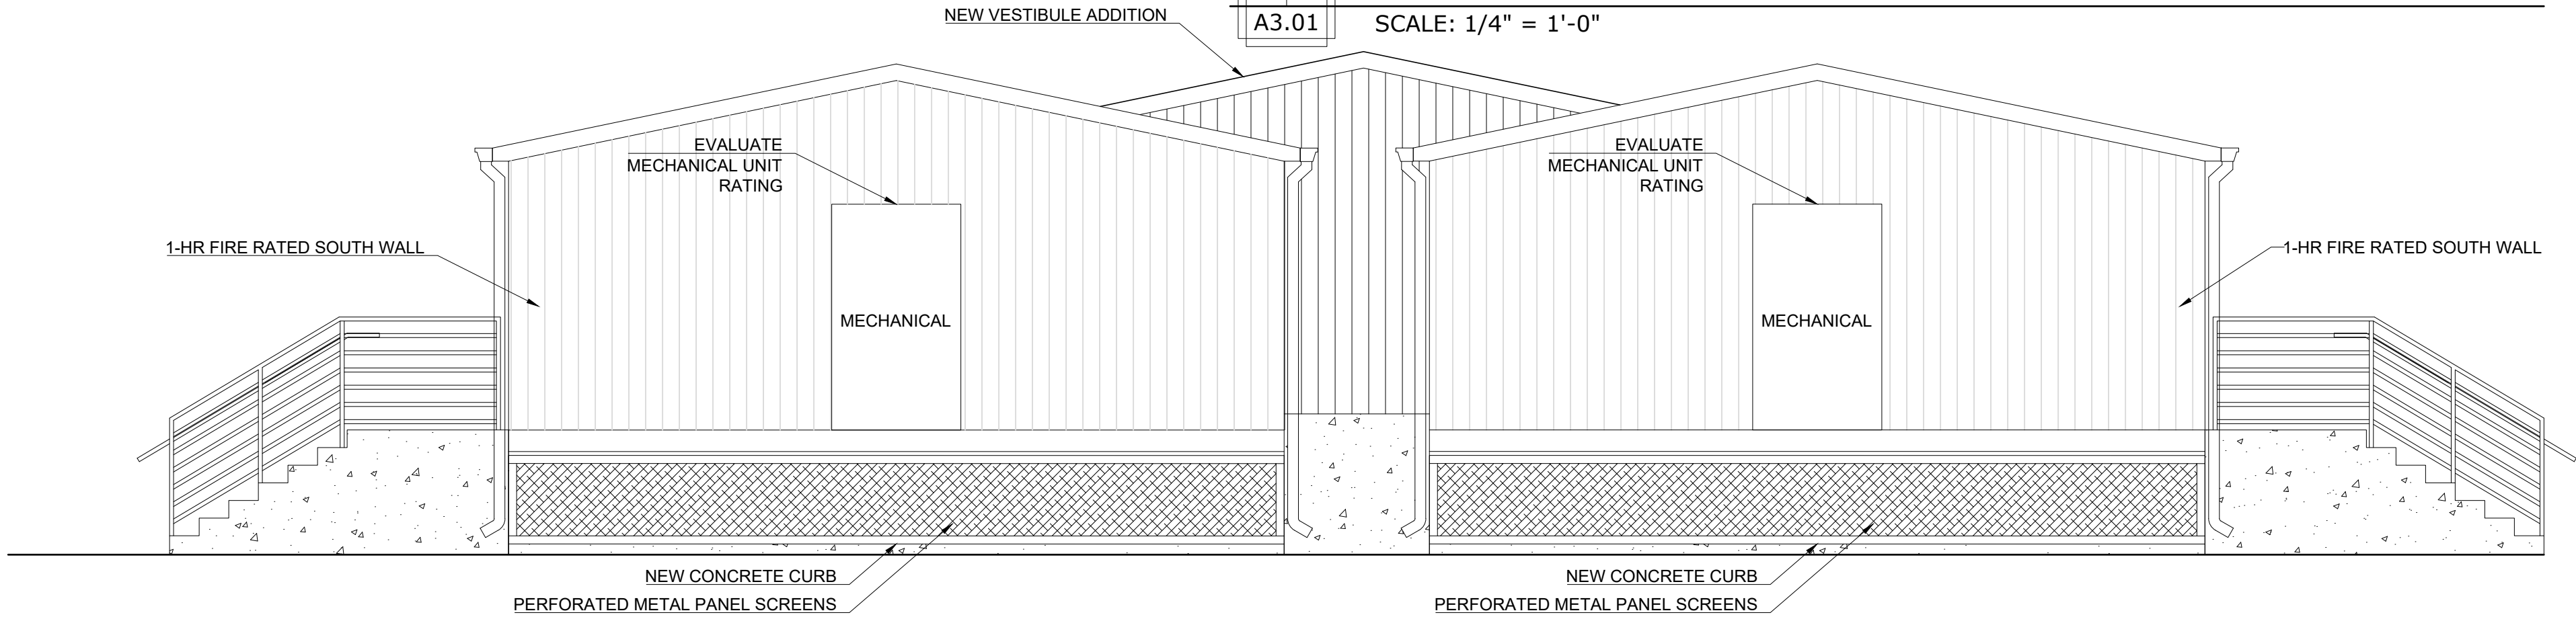 NEW VESTIBULE ADDITION
A3.01
SCALE: 1/4" = 1'-0"
EVALUATE
MECHANICAL UNIT
RATING
EVALUATE
MECHANICAL UNIT
RATING
1-HR FIRE RATED SOUTH WALL
1-HR FIRE RATED SOUTH WALL
MECHANICAL
MECHANICAL
NEW CONCRETE CURB
PERFORATED METAL PANEL SCREENS
NEW CONCRETE CURB
PERFORATED METAL PANEL SCREENS